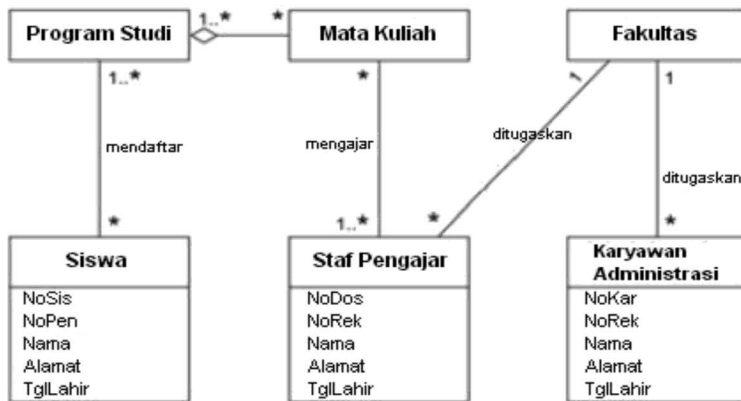 Program Studi
1..*
*
Mata Kuliah
Fakultas
1..*
*
1
1
mendaftar
mengajar
ditugaskan
ditugaskan
*
1..*
*
*
Siswa
NoSis
NoPen
Nama
Alamat
TglLahir
Staf Pengajar
NoDos
NoRek
Nama
Alamat
TglLahir
Karyawan
Administrasi
NoKar
NoRek
Nama
Alamat
TglLahir